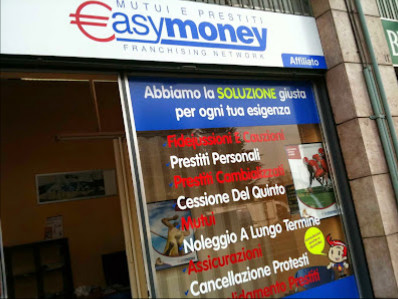 MUTUI E PRESTITI
€asymoney
FRANCHISING NETWORK
Affiliato
Abbiamo la SOLUZIONE giusta
per ogni tua esigenza
Fidejussioni E Cauzioni
Prestiti Personali
Prestiti Cambializzati
Cessione Del Quinto
Mutui
Noleggio A Lungo Termine
Assicurazioni
Cancellazione Protesti